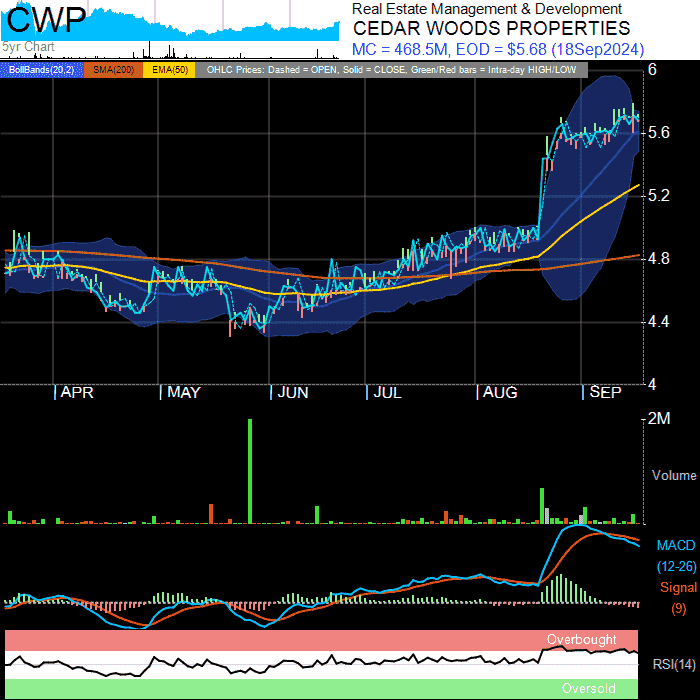 CWP
5yr Chart
Real Estate Management & Development
CEDAR WOODS PROPERTIES
MC = 468.5M, EOD = $5.68 (18Sep2024)
BollBands(20,2) SMA(200) EMA(50) OHLC Prices: Dashed = OPEN, Solid = CLOSE, Green/Red bars = Intra-day HIGH/LOW
6
5.6
5.2
4.8
4.4
4
APR MAY JUN JUL AUG SEP
2M
Volume
MACD
(12-26)
Signal
(9)
Overbought
RSI(14)
Oversold